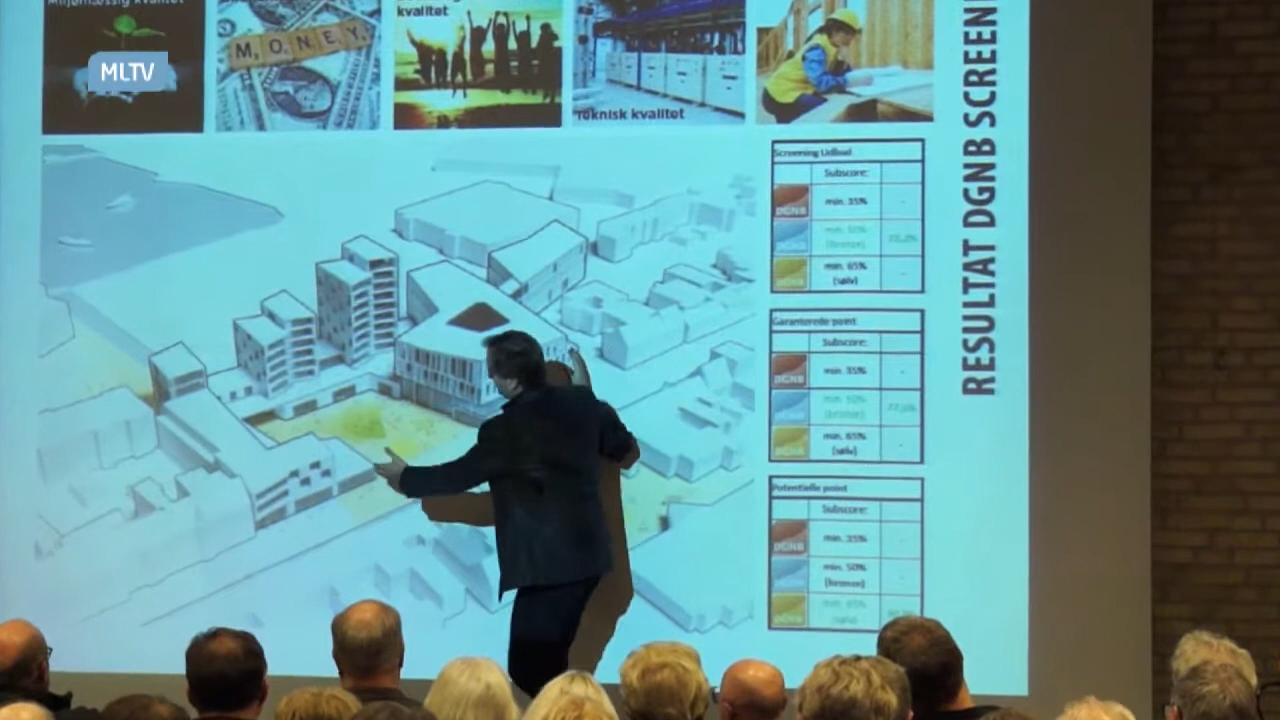 Miljømæssig kvalitet
kvalitet
MLTV
M.O.N.E.Y.
Teknisk kvalitet
RESULTAT DGNB SCREEN
Screening Udbud
Subscore:
DGNB min. 35% -
min. 50%
(bronze)
min. 65% -
(sølv)
Garanterede point
Subscore:
DGNB min. 35% -
min. 50%
(bronze)
min. 65% -
(sølv)
Potentielle point
Subscore:
DGNB min. 35% -
min. 50% -
(bronze)
min. 65%
(sølv)